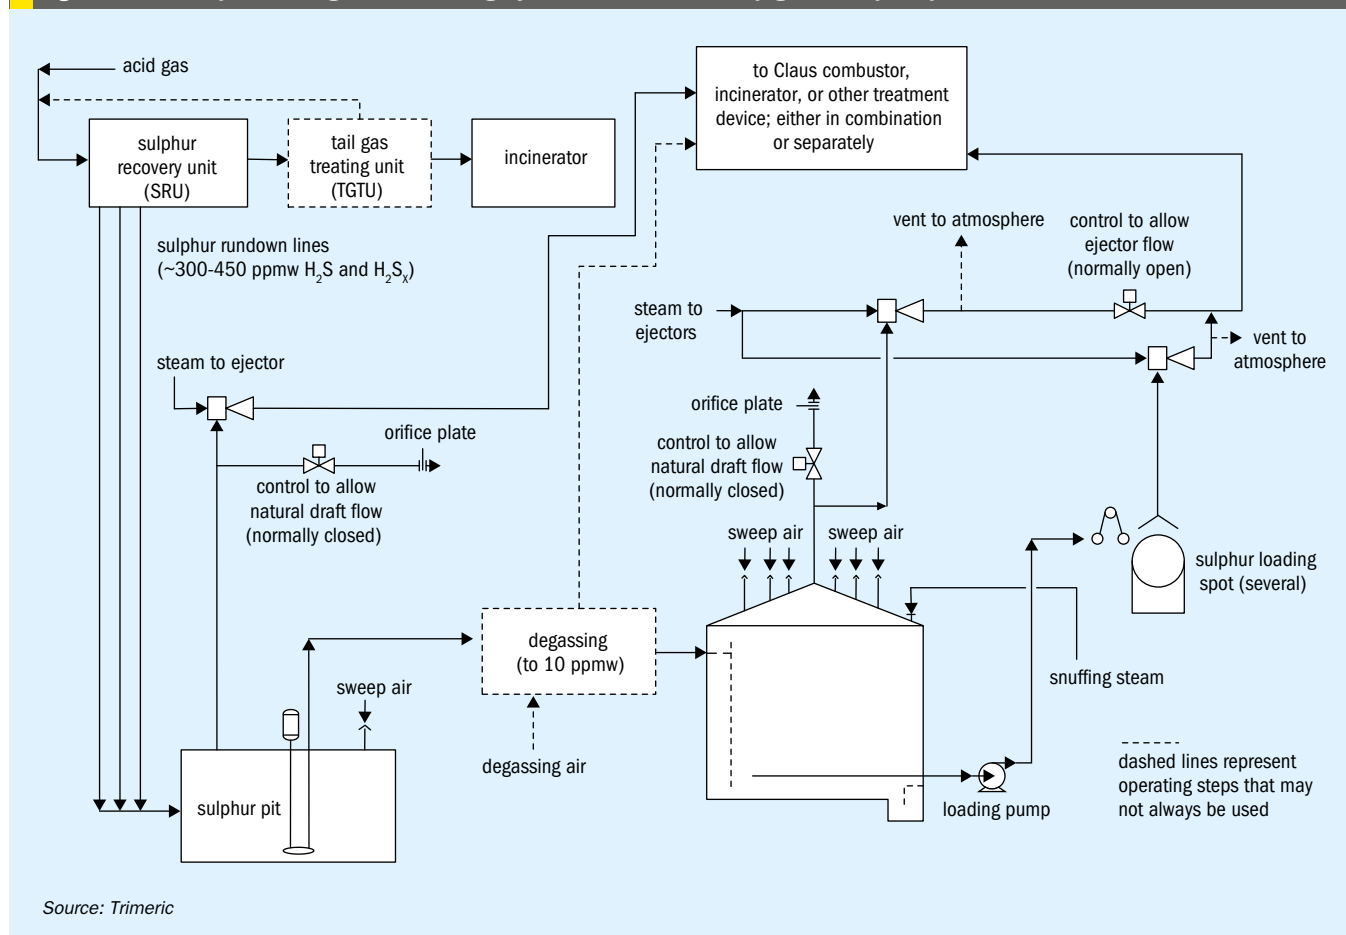 acid gas
sulphur
recovery unit
(SRU)
tail gas
treating unit
(TGTU)
incinerator
to Claus combustor,
incinerator, or other treatment
device; either in combination
or separately
sulphur rundown lines
(~300-450 ppmw H₂S and H₂Sₓ)
vent to atmosphere
control to allow
ejector flow
(normally open)
steam to
ejectors
vent to
atmosphere
steam to ejector
orifice plate
control to allow
natural draft flow
(normally closed)
orifice plate
control to allow
natural draft flow
(normally closed)
sweep air
sweep air
sulphur loading
spot (several)
degassing
(to 10 ppmw)
snuffing steam
sweep air
degassing air
sulphur pit
loading pump
dashed lines represent
operating steps that may
not always be used
Source: Trimeric